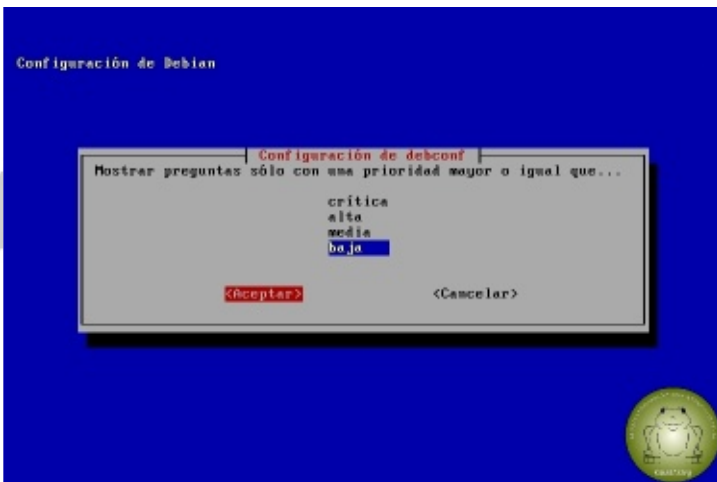 Configuración de Debian
Configuración de debconf
Mostrar preguntas sólo con una prioridad mayor o igual que...
crítica
alta
media
baja
<Aceptar>
<Cancelar>